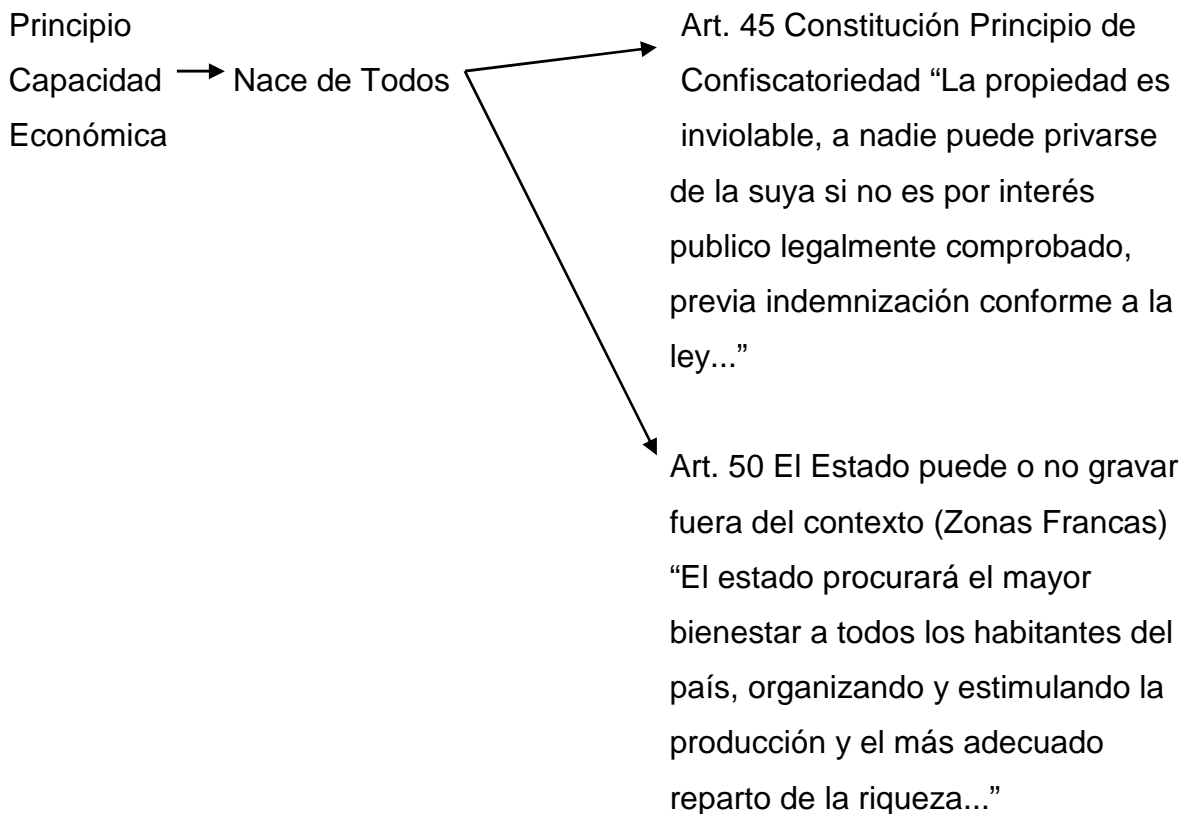 Principio
Capacidad
Económica
Nace de Todos
Art. 45 Constitución Principio de
Confiscatoriedad “La propiedad es
inviolable, a nadie puede privarse
de la suya si no es por interés
publico legalmente comprobado,
previa indemnización conforme a la
ley...”
Art. 50 El Estado puede o no gravar
fuera del contexto (Zonas Francas)
“El estado procurará el mayor
bienestar a todos los habitantes del
país, organizando y estimulando la
producción y el más adecuado
reparto de la riqueza...”